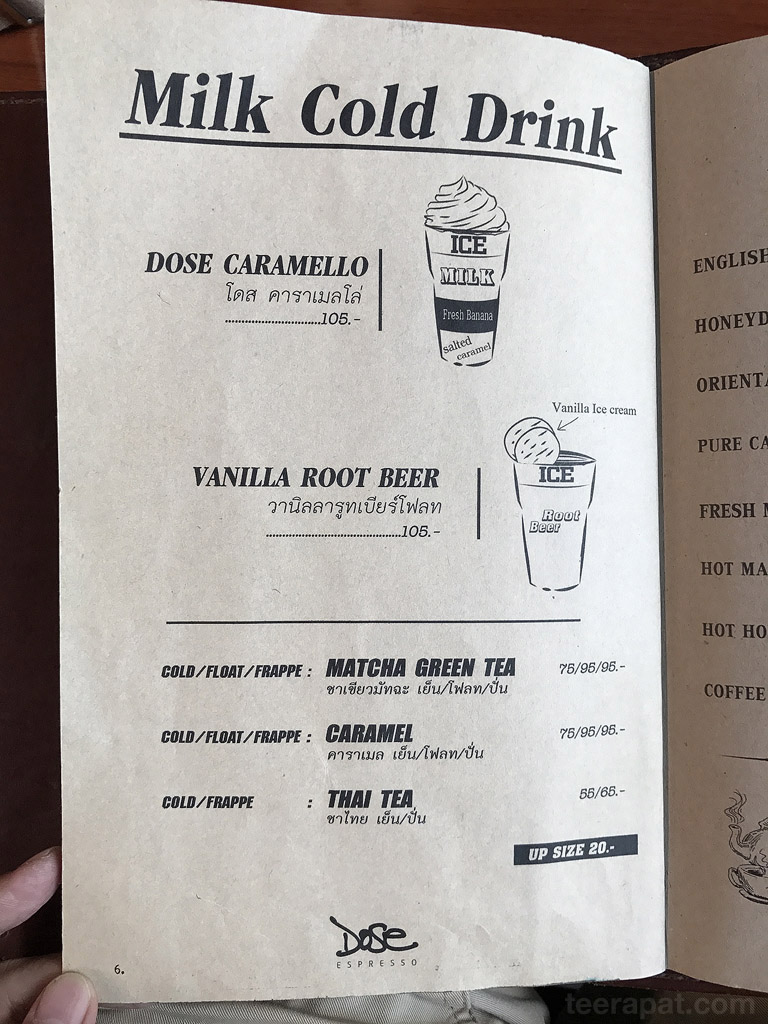 Milk Cold Drink
DOSE CARAMELLO
โดส คาราเมลโล่
..............................105.-
ICE
MILK
Fresh Banana
salted
caramel
Vanilla Ice cream
VANILLA ROOT BEER
วานิลลารูทเบียร์โฟลท
..........................................105.-
ICE
Root
Beer
COLD/FLOAT/FRAPPE : MATCHA GREEN TEA 75/95/95.-
ชาเขียวมัทฉะ เย็น/โฟลท/ปั่น
COLD/FLOAT/FRAPPE : CARAMEL 75/95/95.-
คาราเมล เย็น/โฟลท/ปั่น
COLD/FRAPPE : THAI TEA 55/65.-
ชาไทย เย็น/ปั่น
UP SIZE 20.-
Dose
ESPRESSO
6.
ENGLISH
HONEYD
ORIENTA
PURE CA
FRESH
HOT MA
HOT HO
COFFEE
teerapat.com